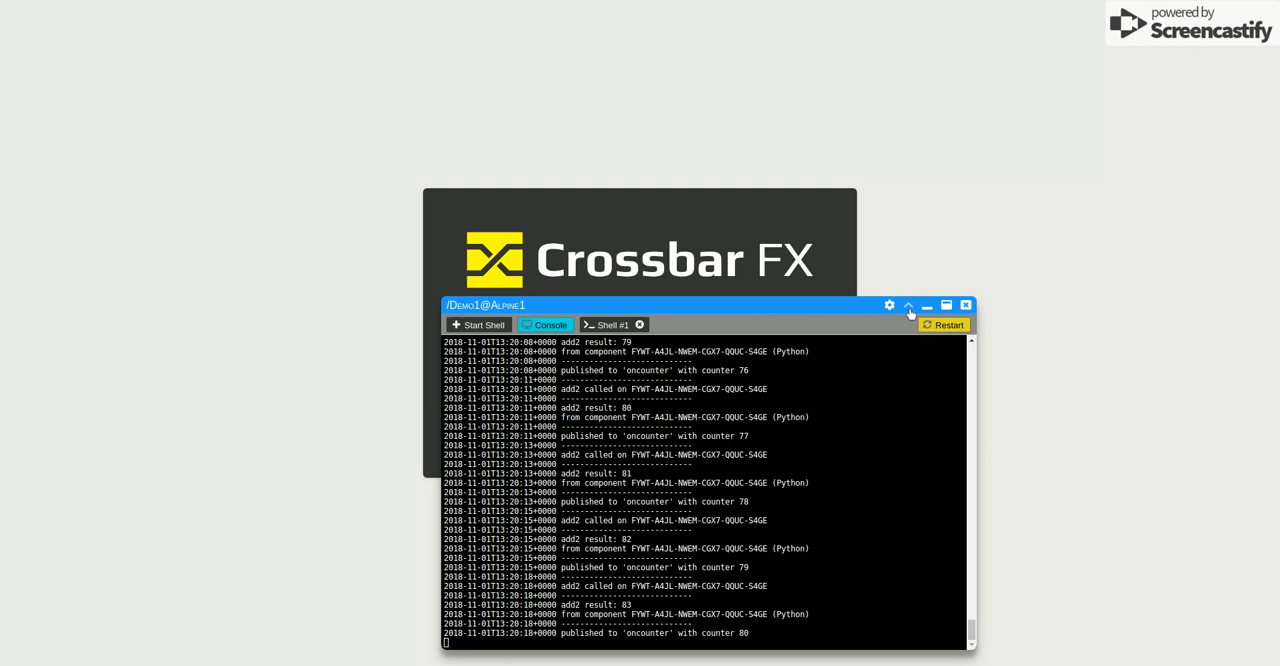 powered by
Screencastify
Crossbar FX
/Demo1@Alpine1
Start Shell
Console
Shell #1
Restart
2018-11-01T13:20:08+0000 add2 result: 79
2018-11-01T13:20:08+0000 from component FYWT-A4JL-NWEM-CGX7-QQUC-S4GE (Python)
2018-11-01T13:20:08+0000 ----------------------------
2018-11-01T13:20:08+0000 published to 'oncounter' with counter 76
2018-11-01T13:20:11+0000 ----------------------------
2018-11-01T13:20:11+0000 add2 called on FYWT-A4JL-NWEM-CGX7-QQUC-S4GE
2018-11-01T13:20:11+0000 ----------------------------
2018-11-01T13:20:11+0000 add2 result: 80
2018-11-01T13:20:11+0000 from component FYWT-A4JL-NWEM-CGX7-QQUC-S4GE (Python)
2018-11-01T13:20:11+0000 ----------------------------
2018-11-01T13:20:11+0000 published to 'oncounter' with counter 77
2018-11-01T13:20:13+0000 ----------------------------
2018-11-01T13:20:13+0000 add2 called on FYWT-A4JL-NWEM-CGX7-QQUC-S4GE
2018-11-01T13:20:13+0000 ----------------------------
2018-11-01T13:20:13+0000 add2 result: 81
2018-11-01T13:20:13+0000 from component FYWT-A4JL-NWEM-CGX7-QQUC-S4GE (Python)
2018-11-01T13:20:13+0000 ----------------------------
2018-11-01T13:20:13+0000 published to 'oncounter' with counter 78
2018-11-01T13:20:15+0000 ----------------------------
2018-11-01T13:20:15+0000 add2 called on FYWT-A4JL-NWEM-CGX7-QQUC-S4GE
2018-11-01T13:20:15+0000 ----------------------------
2018-11-01T13:20:15+0000 add2 result: 82
2018-11-01T13:20:15+0000 from component FYWT-A4JL-NWEM-CGX7-QQUC-S4GE (Python)
2018-11-01T13:20:15+0000 ----------------------------
2018-11-01T13:20:15+0000 published to 'oncounter' with counter 79
2018-11-01T13:20:18+0000 ----------------------------
2018-11-01T13:20:18+0000 add2 called on FYWT-A4JL-NWEM-CGX7-QQUC-S4GE
2018-11-01T13:20:18+0000 ----------------------------
2018-11-01T13:20:18+0000 add2 result: 83
2018-11-01T13:20:18+0000 from component FYWT-A4JL-NWEM-CGX7-QQUC-S4GE (Python)
2018-11-01T13:20:18+0000 ----------------------------
2018-11-01T13:20:18+0000 published to 'oncounter' with counter 80